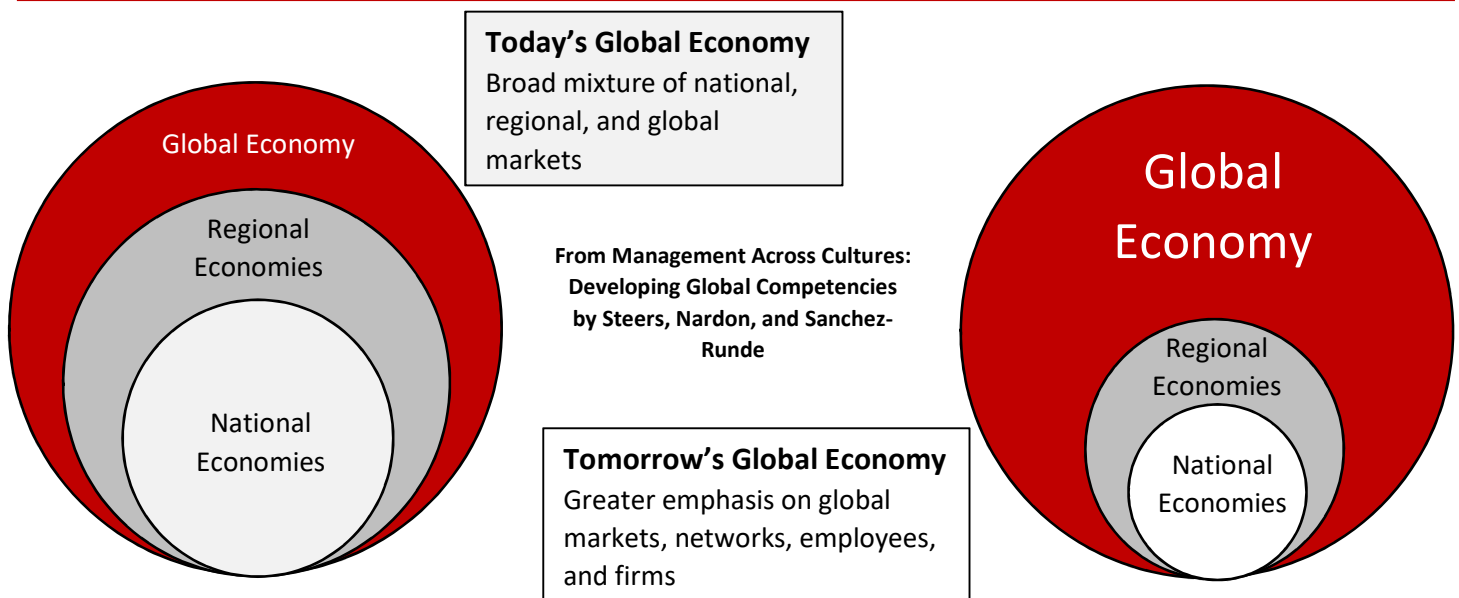 Today’s Global Economy
Broad mixture of national,
regional, and global
markets
Global Economy
Regional
Economies
National
Economies
From Management Across Cultures:
Developing Global Competencies
by Steers, Nardon, and Sanchez-
Runde
Tomorrow’s Global Economy
Greater emphasis on global
markets, networks, employees,
and firms
Global
Economy
Regional
Economies
National
Economies